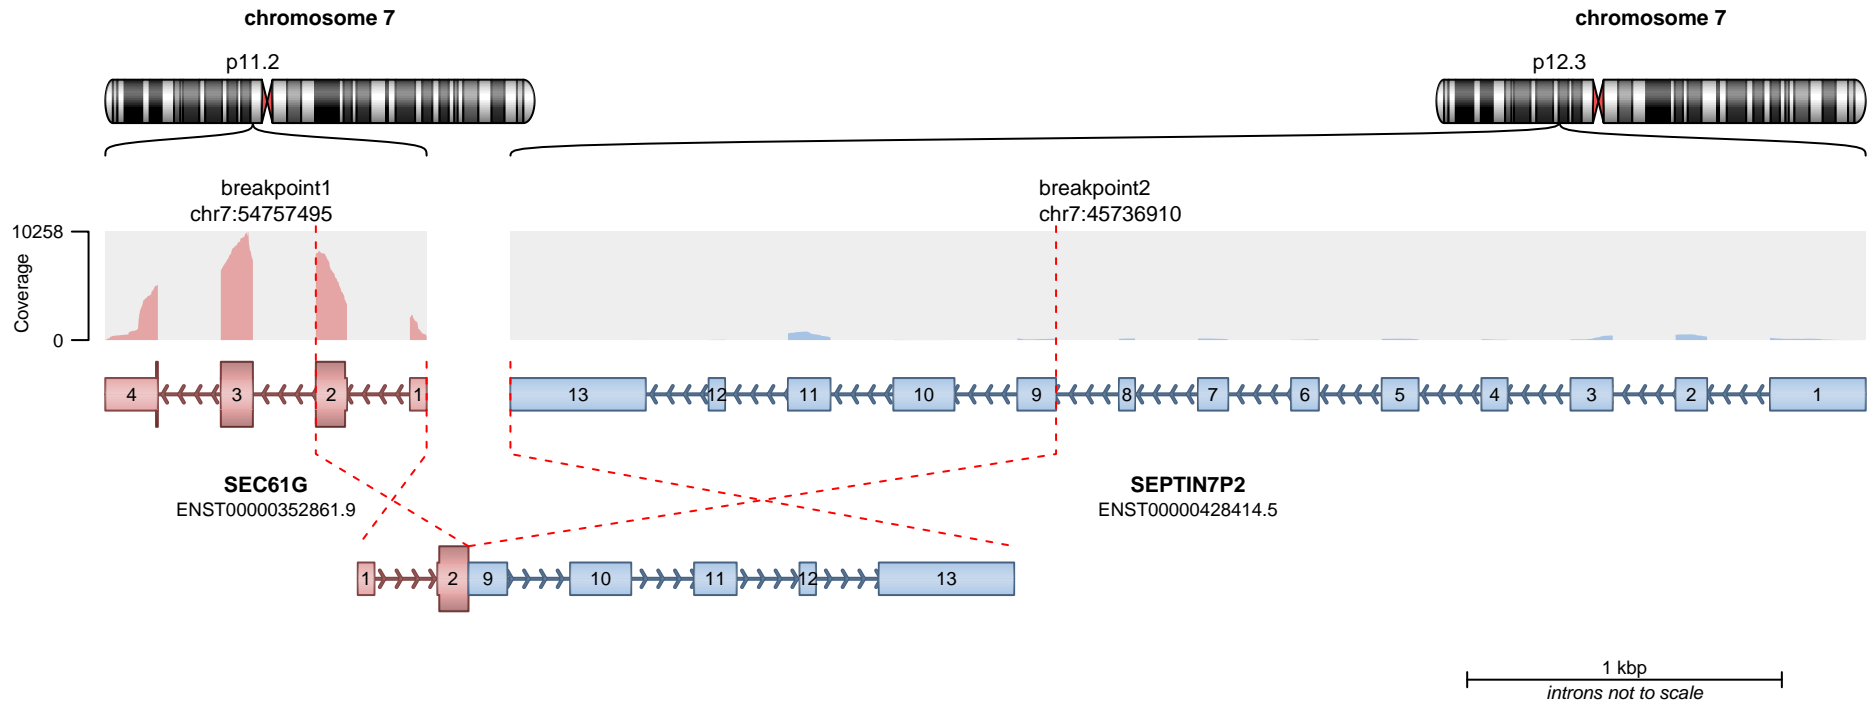 chromosome 7
chromosome 7
p11.2
p12.3
breakpoint1
chr7:54757495
breakpoint2
chr7:45736910
10258
Coverage
0
4 3 2 1
13 12 11 10 9 8 7 6 5 4 3 2 1
SEC61G
ENST00000352861.9
SEPTIN7P2
ENST00000428414.5
1 2 9 10 11 12 13
1 kbp
introns not to scale